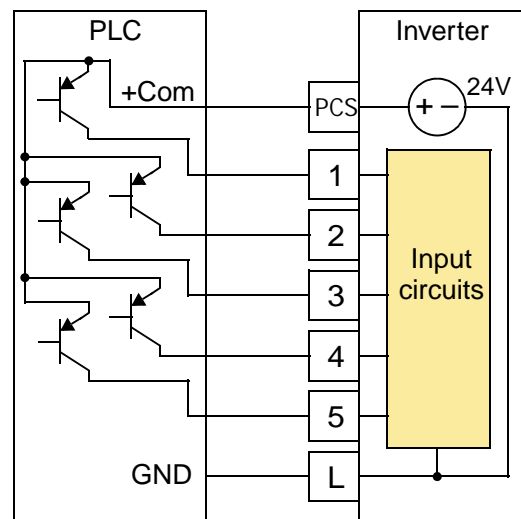 PLC
Inverter
+Com
PCS
+ −
24V
1
2
3
4
5
Input
circuits
GND
L